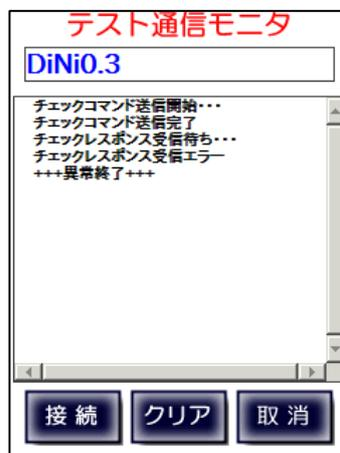 テスト通信モニタ
DiNi0.3
チェックコマンド送信開始・・・
チェックコマンド送信完了
チェックレスポンス受信待ち・・・
チェックレスポンス受信エラー
+++異常終了+++
接 続
クリア
取 消